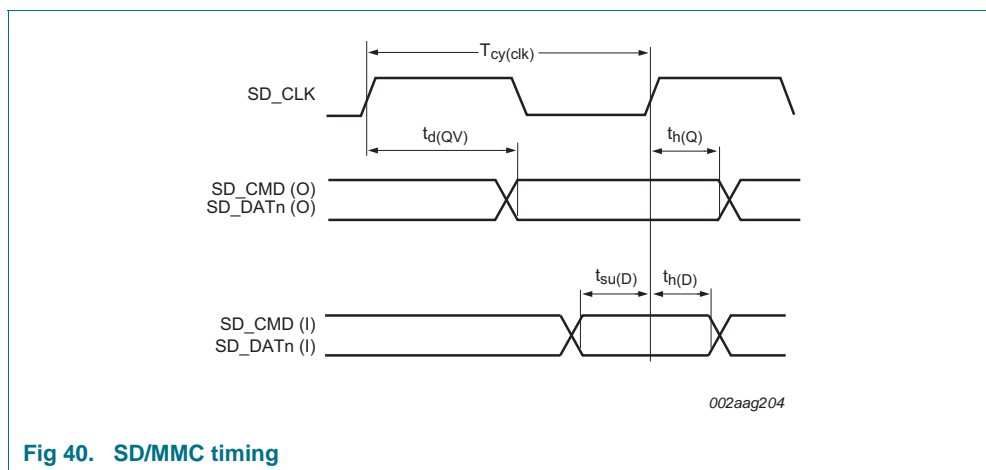 Tcy(clk)
SD_CLK
td(QV)
th(Q)
SD_CMD (O)
SD_DATn (O)
tsu(D)
th(D)
SD_CMD (I)
SD_DATn (I)
002aag204
Fig 40. SD/MMC timing